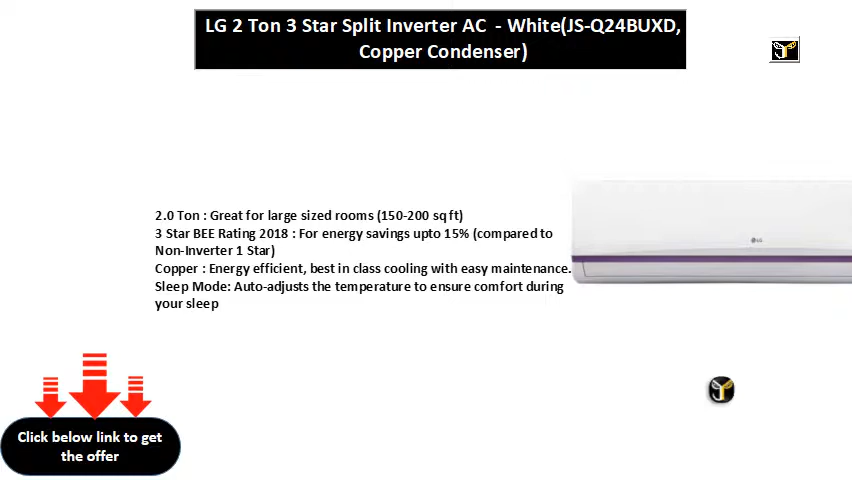 LG 2 Ton 3 Star Split Inverter AC  - White(JS-Q24BUXD,
Copper Condenser)
2.0 Ton : Great for large sized rooms (150-200 sq ft)
3 Star BEE Rating 2018 : For energy savings upto 15% (compared to
Non-Inverter 1 Star)
Copper : Energy efficient, best in class cooling with easy maintenance.
Sleep Mode: Auto-adjusts the temperature to ensure comfort during
your sleep
LG
Click below link to get
the offer